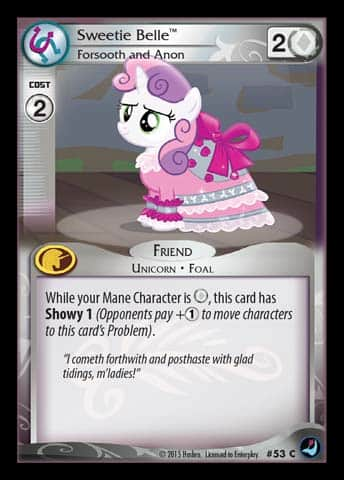 Sweetie Belle™
Forsooth and Anon
2
COST
2
FRIEND
UNICORN • FOAL
While your Mane Character is , this card has
Showy 1 (Opponents pay +1 to move characters
to this card's Problem).
"I cometh forthwith and posthaste with glad
tidings, m'ladies!"
© 2015 Hasbro. Licensed to Enterplay. #53 C